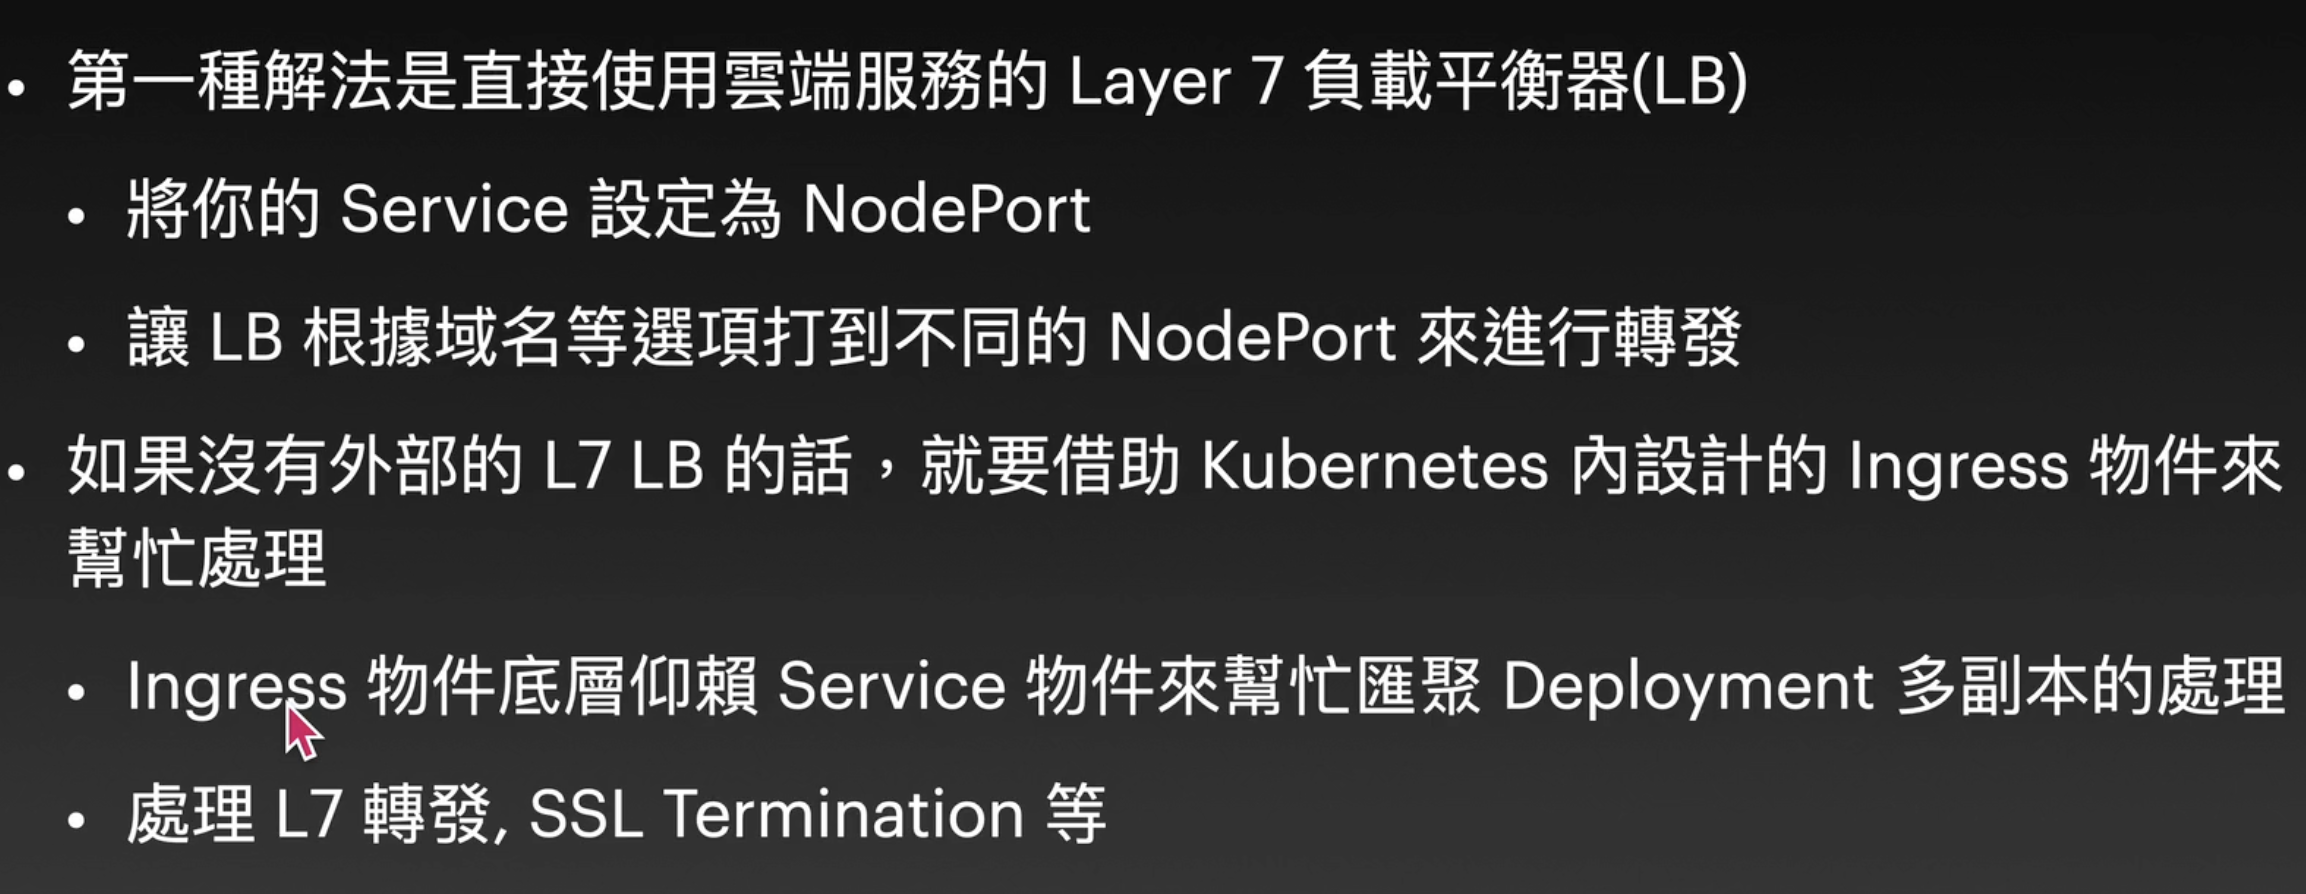 • 第一種解法是直接使用雲端服務的 Layer 7 負載平衡器(LB)
• 將你的 Service 設定為 NodePort
• 讓 LB 根據域名等選項打到不同的 NodePort 來進行轉發
• 如果沒有外部的 L7 LB 的話，就要借助 Kubernetes 內設計的 Ingress 物件來
幫忙處理
• Ingress 物件底層仰賴 Service 物件來幫忙匯聚 Deployment 多副本的處理
• 處理 L7 轉發, SSL Termination 等